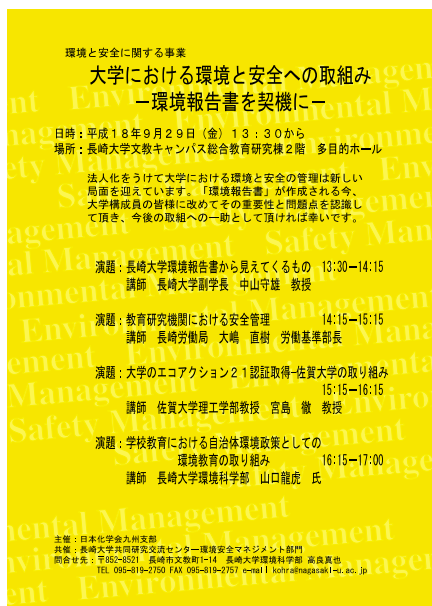 環境と安全に関する事業
大学における環境と安全への取組み
ー環境報告書を契機にー
日時：平成１８年９月２９日（金）１３：３０から
場所：長崎大学文教キャンパス総合教育研究棟２階　多目的ホール
法人化をうけて大学における環境と安全の管理は新しい
局面を迎えています。「環境報告書」が作成される今、
大学構成員の皆様に改めてその重要性と問題点を認識し
て頂き、今後の取組への一助として頂ければ幸いです。
演題：長崎大学環境報告書から見えてくるもの　13:30ー14:15
講師　長崎大学副学長　中山守雄　教授
演題：教育研究機関における安全管理　14:15ー15:15
講師　長崎労働局　大嶋　直樹　労働基準部長
演題：大学のエコアクション２１認証取得-佐賀大学の取り組み
15:15ー16:15
講師　佐賀大学理工学部教授　宮島　徹　教授
演題：学校教育における自治体環境政策としての
環境教育の取り組み　16:15ー17:00
講師　長崎大学環境科学部　山口龍虎　氏
主催：日本化学会九州支部
共催：長崎大学共同研究交流センター環境安全マネジメント部門
問合せ先：〒852-8521　長崎市文教町1-14　長崎大学環境科学部　高良真也
TEL 095-819-2750 FAX 095-819-2757 e-mail kohra@nagasaki-u.ac.jp